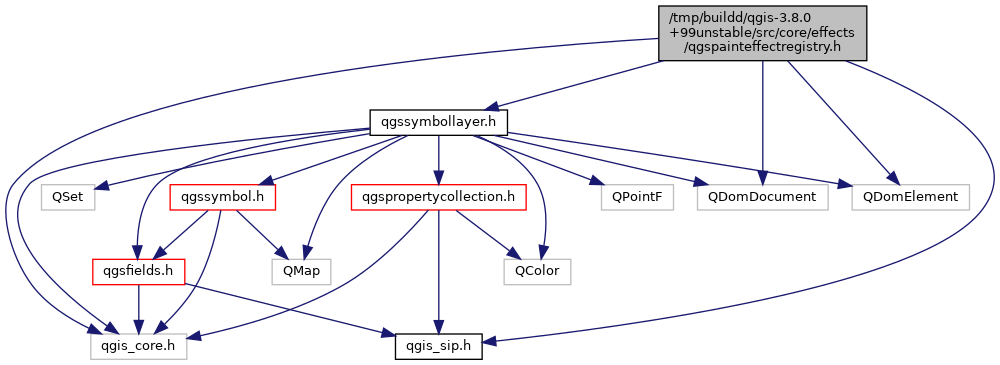 /tmp/buildd/qgis-3.8.0
+99unstable/src/core/effects
/qgspainteffectregistry.h
qgssymbollayer.h
QSet
qgssymbol.h
qgspropertycollection.h
QPointF
QDomDocument
QDomElement
qgsfields.h
QMap
QColor
qgis_core.h
qgis_sip.h